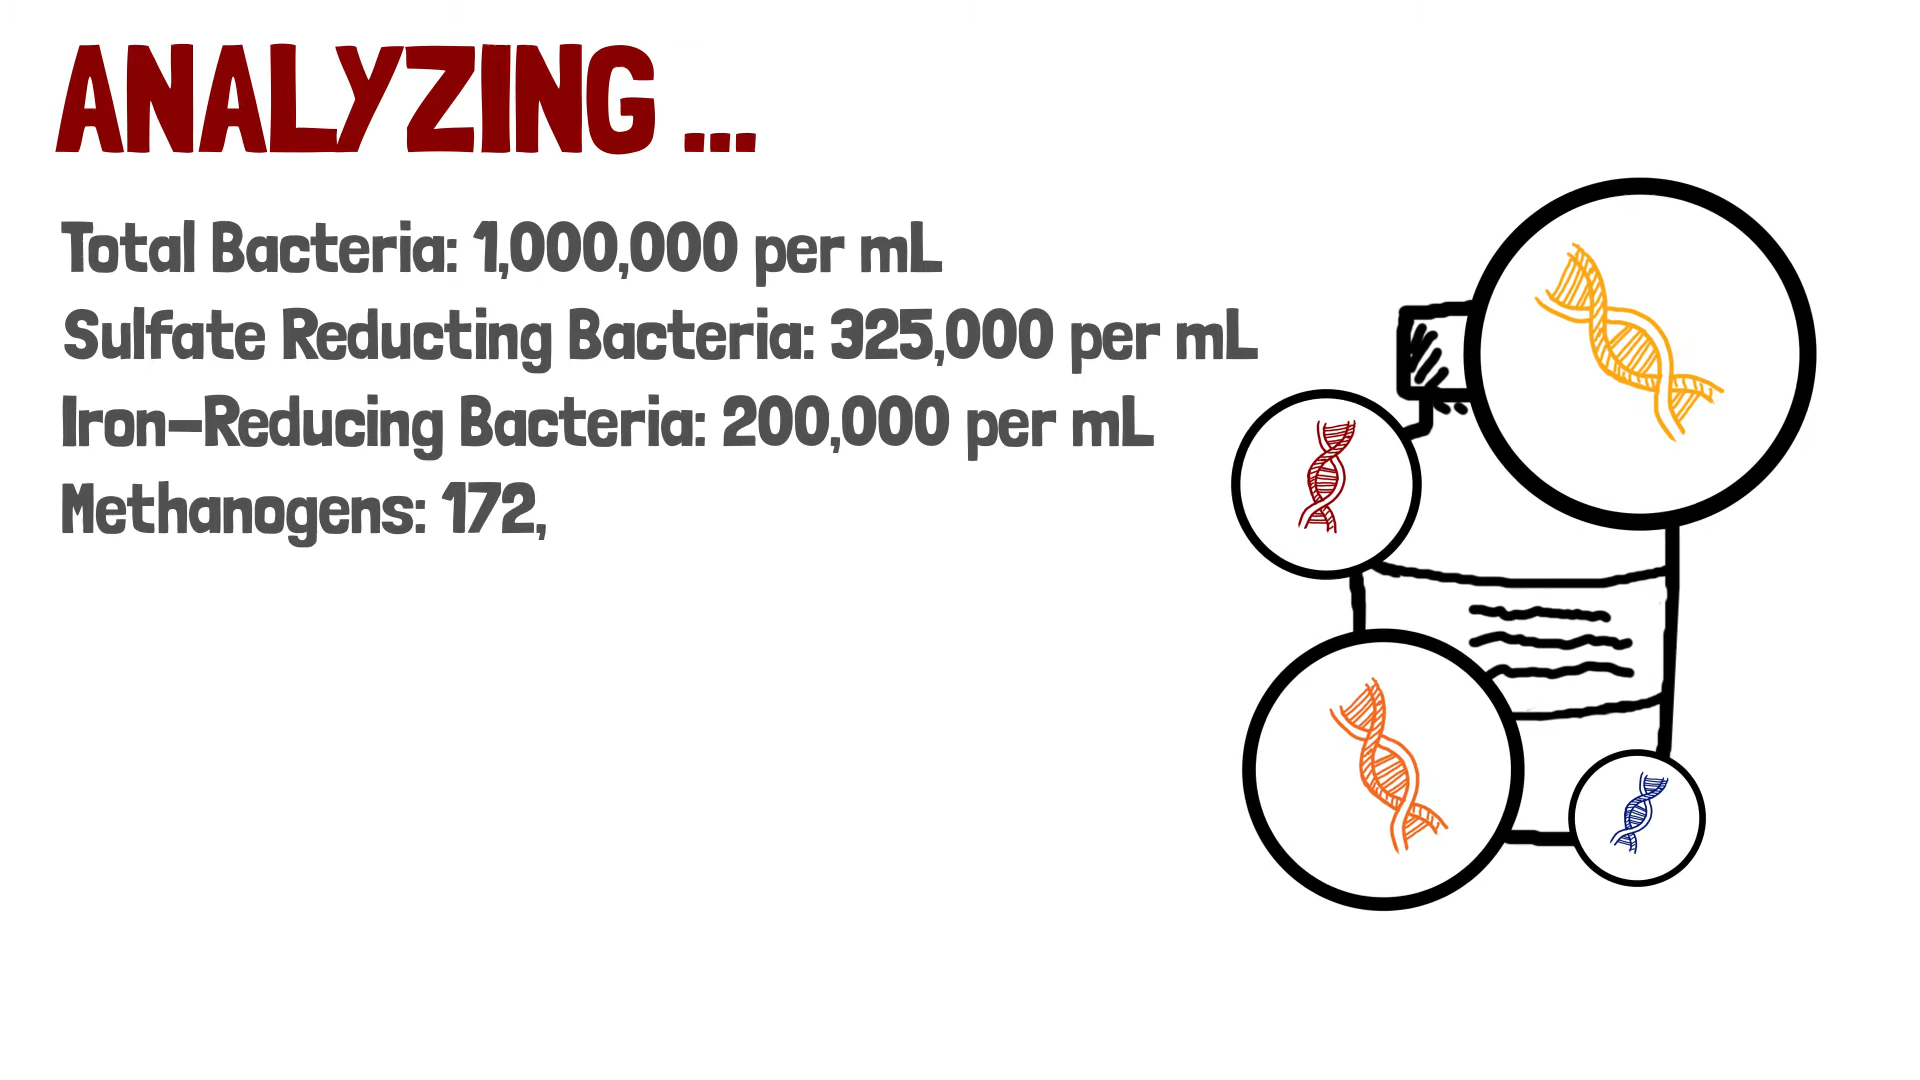 ANALYZING ...
Total Bacteria: 1,000,000 per mL
Sulfate Reducting Bacteria: 325,000 per mL
Iron-Reducing Bacteria: 200,000 per mL
Methanogens: 172,